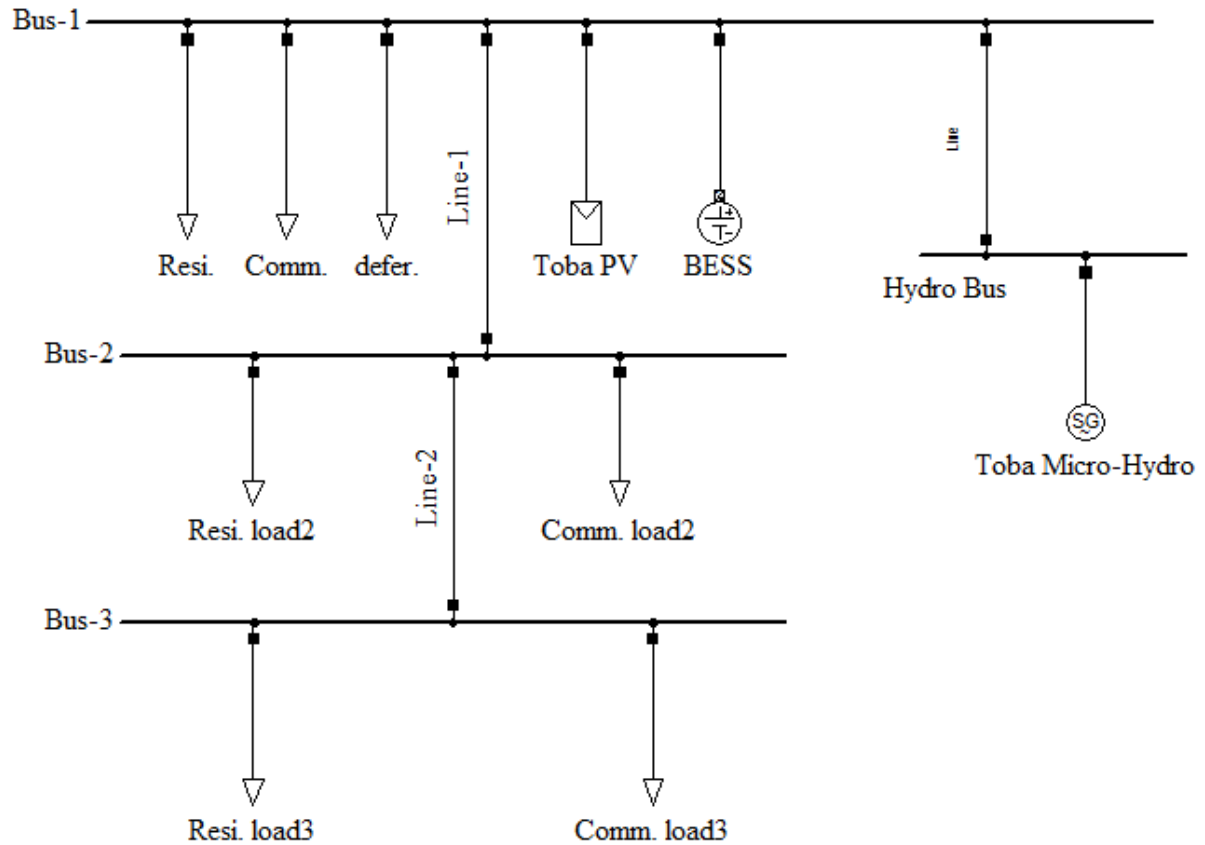 Bus-1
Line
Line-1
Resi.
Comm.
defer.
Toba PV
BESS
Hydro Bus
Bus-2
SG
~
Toba Micro-Hydro
Line-2
Resi. load2
Comm. load2
Bus-3
Resi. load3
Comm. load3